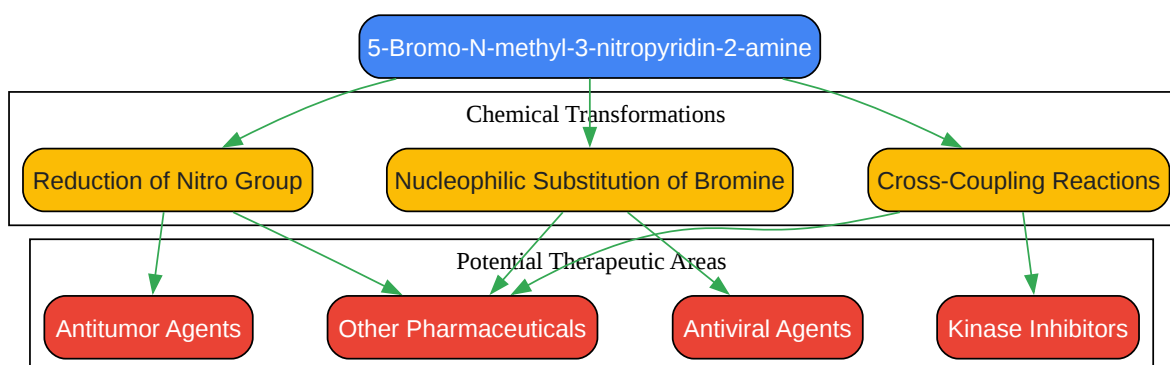 5-Bromo-N-methyl-3-nitropyridin-2-amine
Chemical Transformations
Reduction of Nitro Group
Nucleophilic Substitution of Bromine
Cross-Coupling Reactions
Potential Therapeutic Areas
Antitumor Agents
Other Pharmaceuticals
Antiviral Agents
Kinase Inhibitors